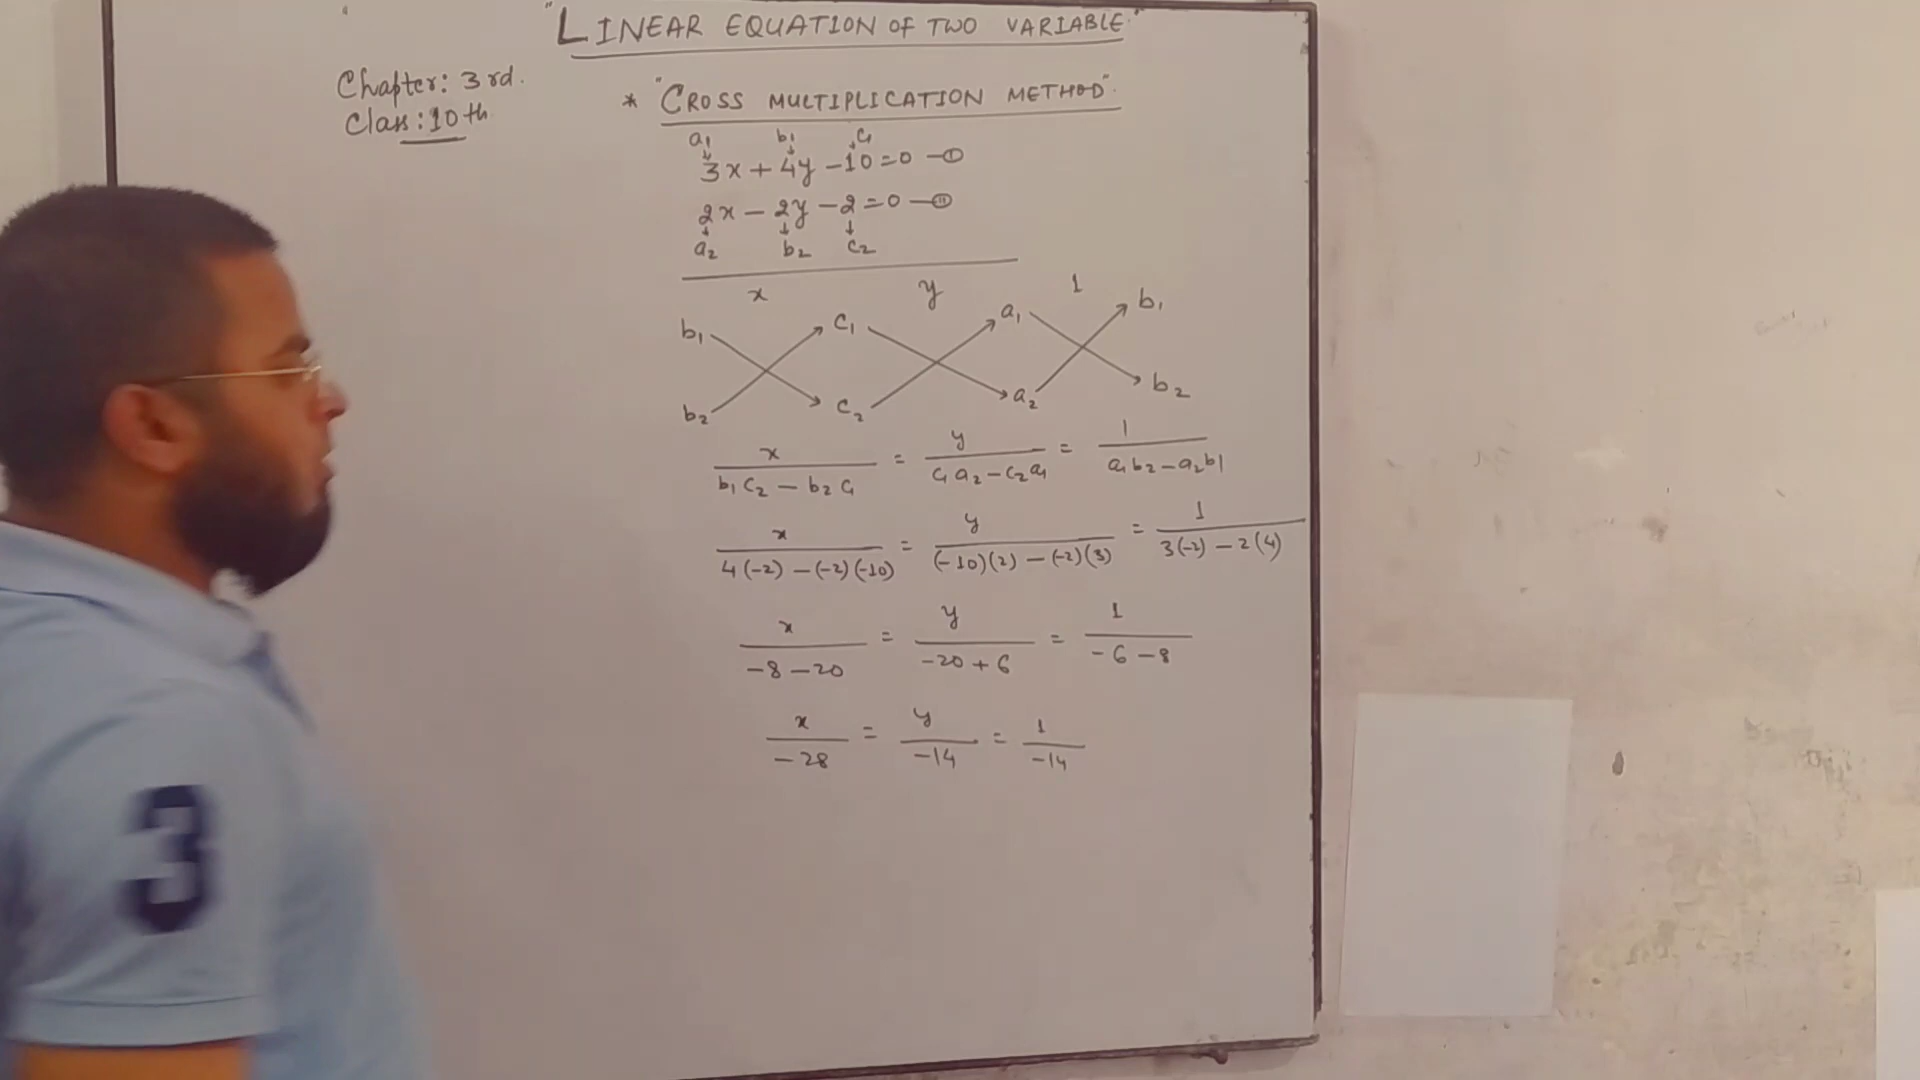 "LINEAR EQUATION OF TWO VARIABLE"
Chapter: 3rd.
Class: 10th
* "CROSS MULTIPLICATION METHOD"
a₁ b₁ c₁
3x + 4y - 10 = 0 — (I)
2x - 2y - 2 = 0 — (II)
a₂ b₂ c₂
x y 1
b₁ c₁ a₁ b₁
b₂ c₂ a₂ b₂
x/(b₁c₂ - b₂c₁) = y/(c₁a₂ - c₂a₁) = 1/(a₁b₂ - a₂b₁)
x/(4(-2) - (-2)(-10)) = y/((-10)(2) - (-2)(3)) = 1/(3(-2) - 2(4))
x/(-8 - 20) = y/(-20 + 6) = 1/(-6 - 8)
x/-28 = y/-14 = 1/-14
3